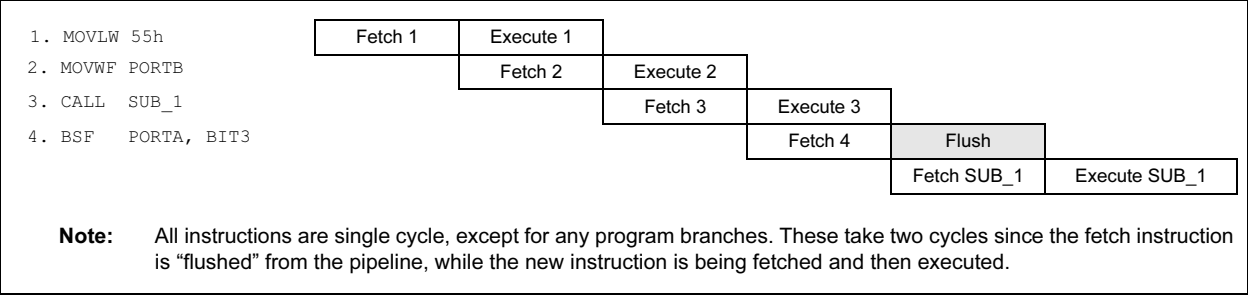 1. MOVLW 55h Fetch 1 Execute 1
2. MOVWF PORTB Fetch 2 Execute 2
3. CALL SUB_1 Fetch 3 Execute 3
4. BSF PORTA, BIT3 Fetch 4 Flush
Fetch SUB_1 Execute SUB_1
Note: All instructions are single cycle, except for any program branches. These take two cycles since the fetch instruction
is “flushed” from the pipeline, while the new instruction is being fetched and then executed.